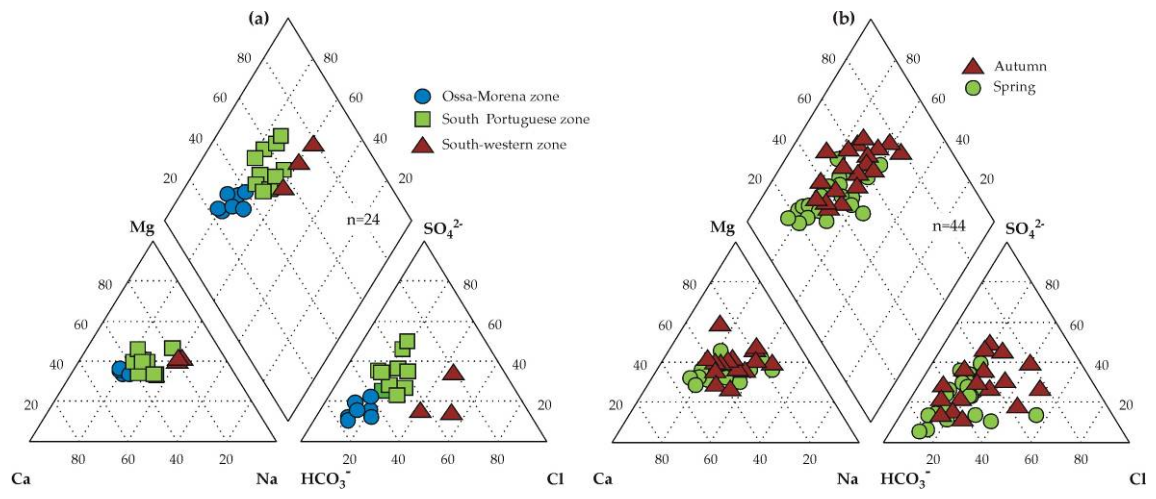 (a)
80 80
60 60
40 40
20 20
Ossa-Morena zone
South Portuguese zone
South-western zone
n=24
Mg SO₄²⁻
80 80
60 60
40 40
20 20
80 60 40 20
20 40 60 80
Ca Na HCO₃⁻ Cl
(b)
80 80
60 60
40 40
20 20
Autumn
Spring
n=44
Mg SO₄²⁻
80 80
60 60
40 40
20 20
80 60 40 20
20 40 60 80
Ca Na HCO₃⁻ Cl